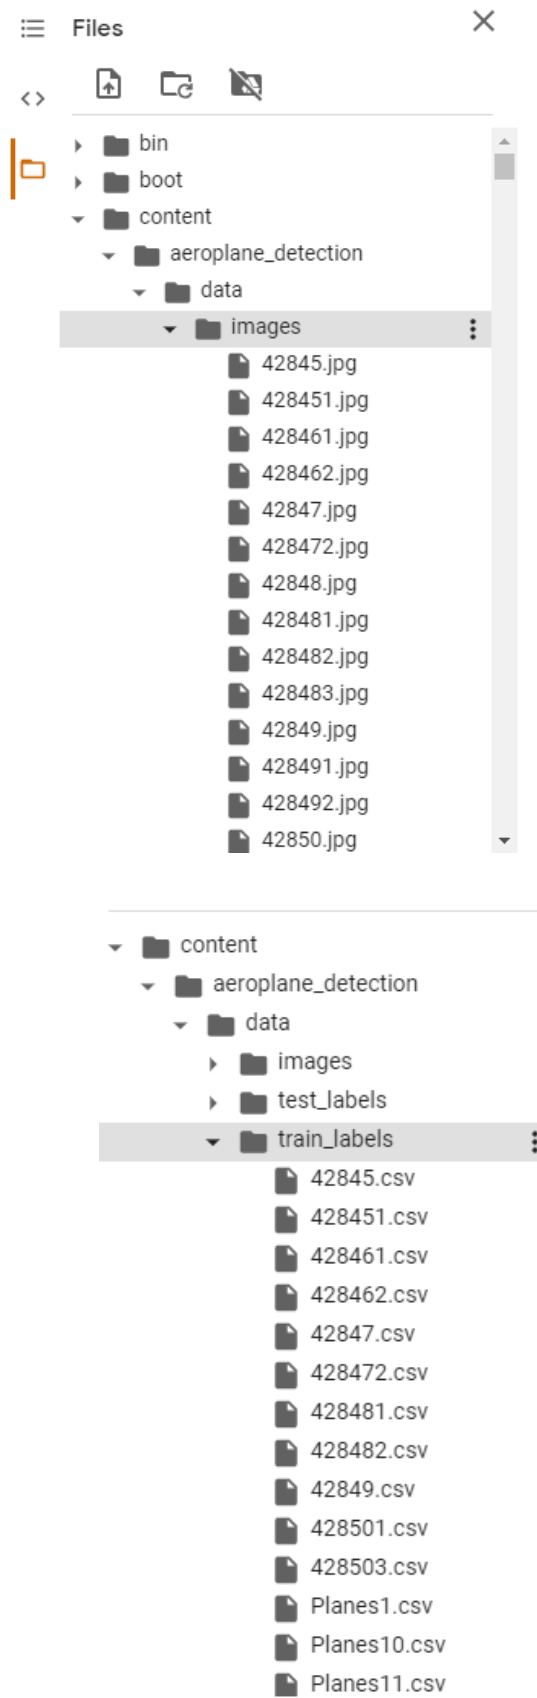 Files
bin
boot
content
aeroplane_detection
data
images
42845.jpg
428451.jpg
428461.jpg
428462.jpg
42847.jpg
428472.jpg
42848.jpg
428481.jpg
428482.jpg
428483.jpg
42849.jpg
428491.jpg
428492.jpg
42850.jpg
content
aeroplane_detection
data
images
test_labels
train_labels
42845.csv
428451.csv
428461.csv
428462.csv
42847.csv
428472.csv
428481.csv
428482.csv
42849.csv
428501.csv
428503.csv
Planes1.csv
Planes10.csv
Planes11.csv